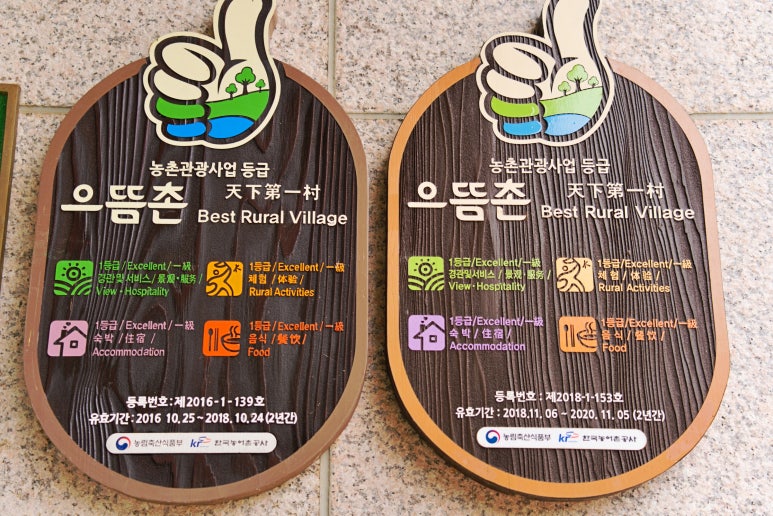 농촌관광사업 등급
으뜸촌 天下第一村
Best Rural Village
1등급/Excellent/一級
경관및서비스/景观·服务/
View·Hospitality
1등급/Excellent/一級
체험/体验/
Rural Activities
1등급/Excellent/一級
숙박/住宿/
Accommodation
1등급/Excellent/一級
음식/餐饮/
Food
등록번호:제2016-1-139호
유효기간:2016 10.25~2018.10.24(2년간)
농림축산식품부 kr 한국농어촌공사
농촌관광사업 등급
으뜸촌 天下第一村
Best Rural Village
1등급/Excellent/一級
경관및서비스/景观·服务/
View·Hospitality
1등급/Excellent/一級
체험/体验/
Rural Activities
1등급/Excellent/一級
숙박/住宿/
Accommodation
1등급/Excellent/一級
음식/餐饮/
Food
등록번호:제2018-1-153호
유효기간:2018.11.06~2020.11.05(2년간)
농림축산식품부 kr 한국농어촌공사